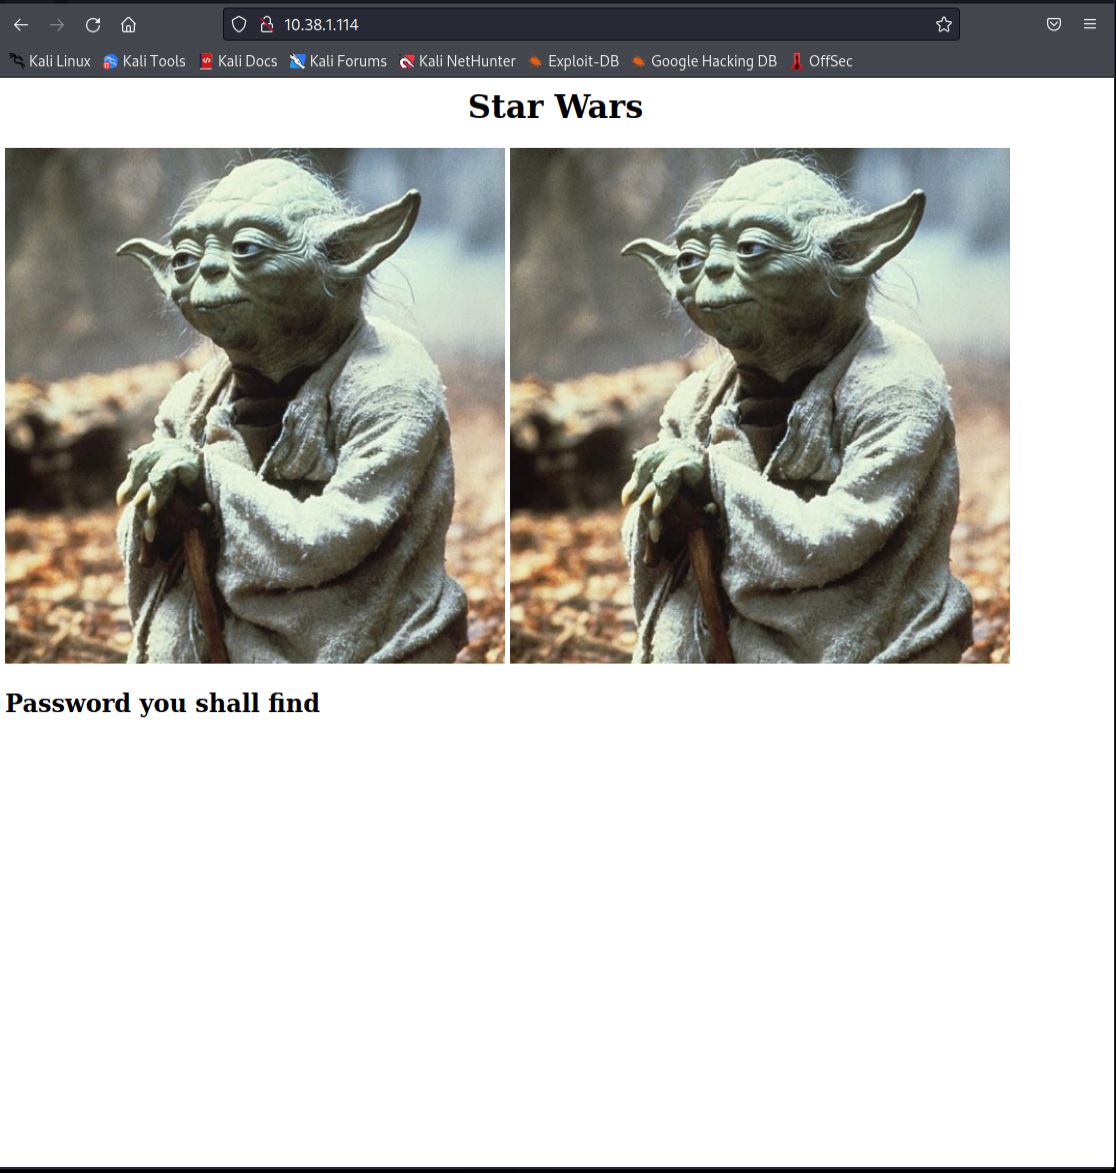 10.38.1.114
Kali Linux Kali Tools Kali Docs Kali Forums Kali NetHunter Exploit-DB Google Hacking DB OffSec
Star Wars
Password you shall find